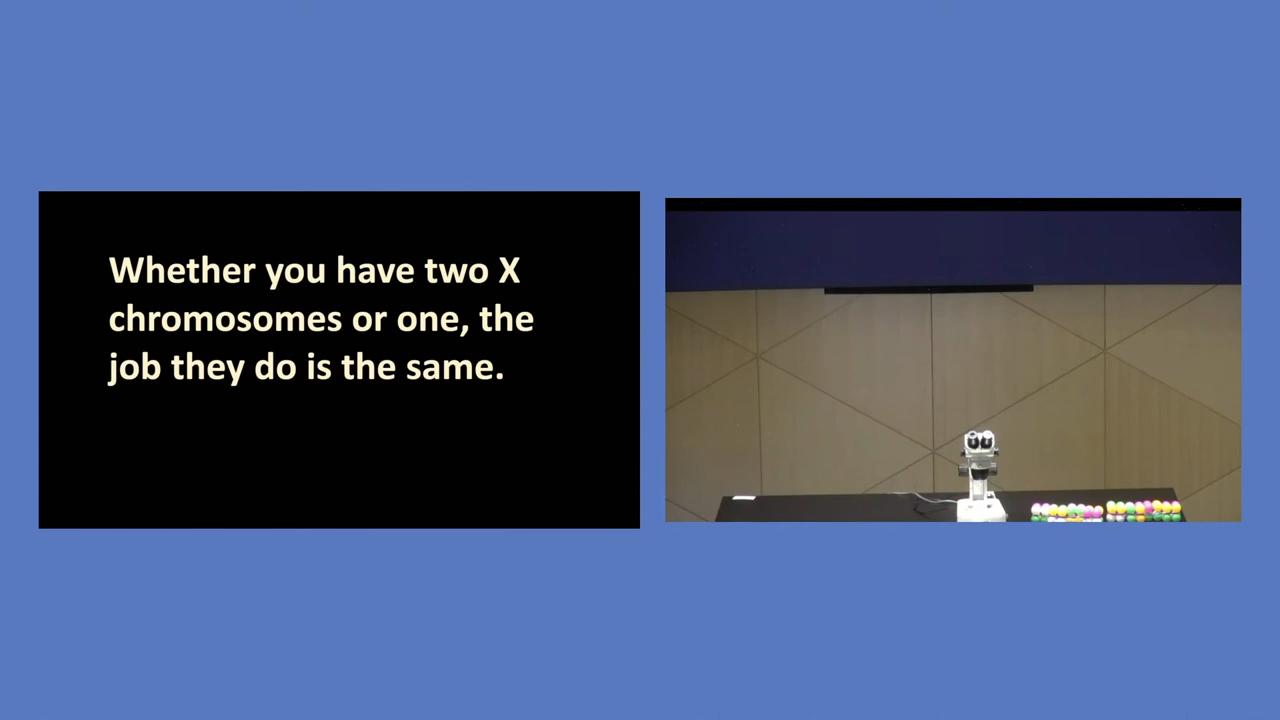 Whether you have two X
chromosomes or one, the
job they do is the same.